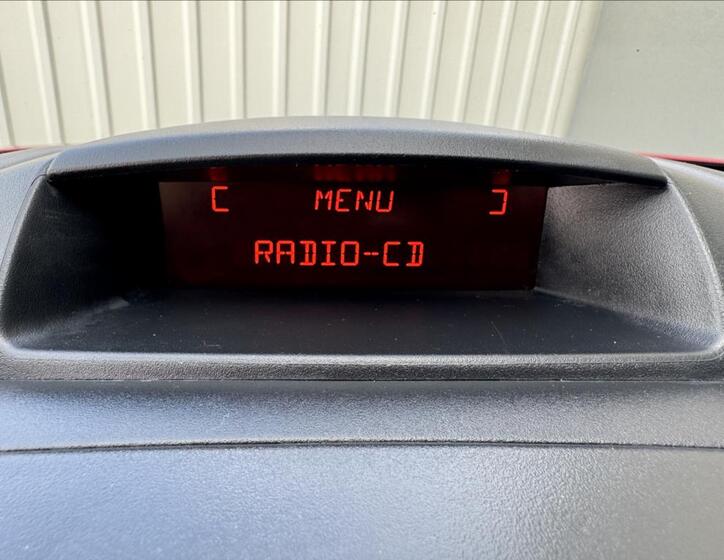 [ MENU ]
RADIO-CD